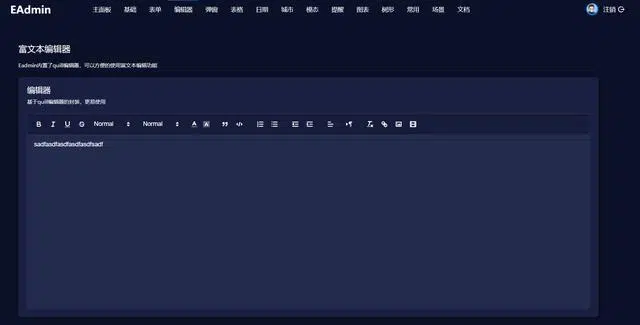 EAdmin
主面板 基础 表单 编辑器 弹窗 表格 日期 城市 模态 提醒 图表 树形 常用 场景 文档 注销
富文本编辑器
Eadmin内置了quill编辑器，可以方便的使用富文本编辑功能
编辑器
基于quill编辑器的封装，更易使用
B I U S Normal Normal A A
sadfasdfasdfasdfasdfsadf